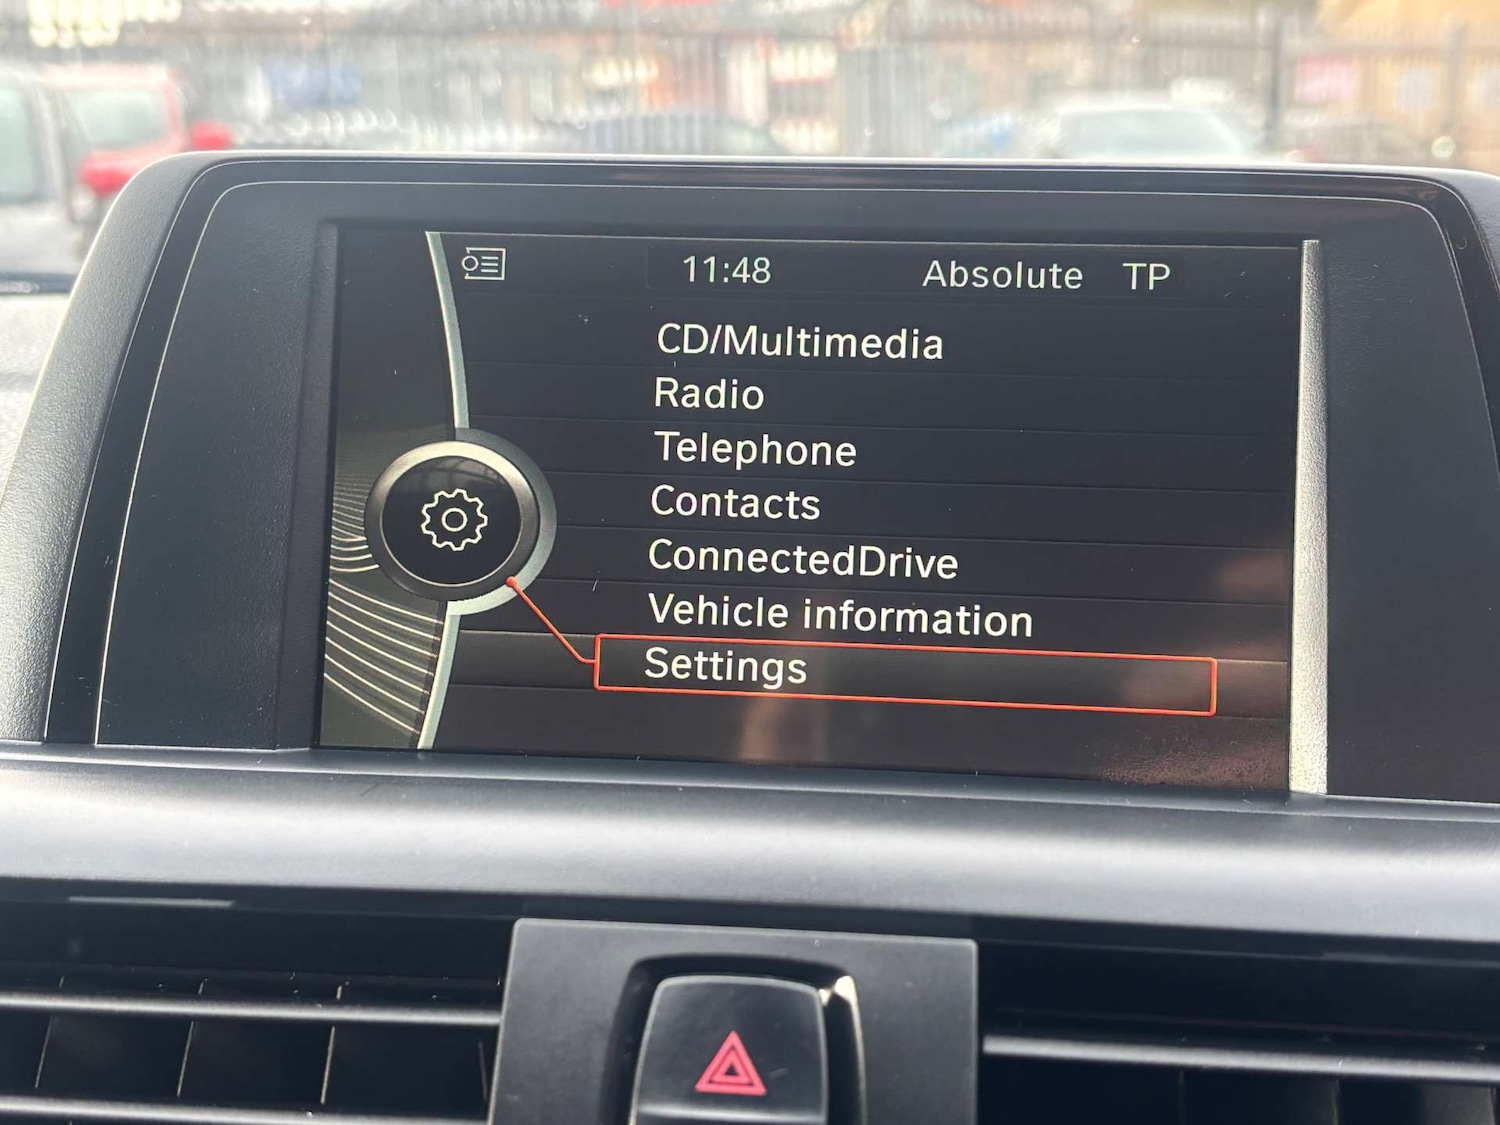 11:48 Absolute TP
CD/Multimedia
Radio
Telephone
Contacts
ConnectedDrive
Vehicle information
Settings